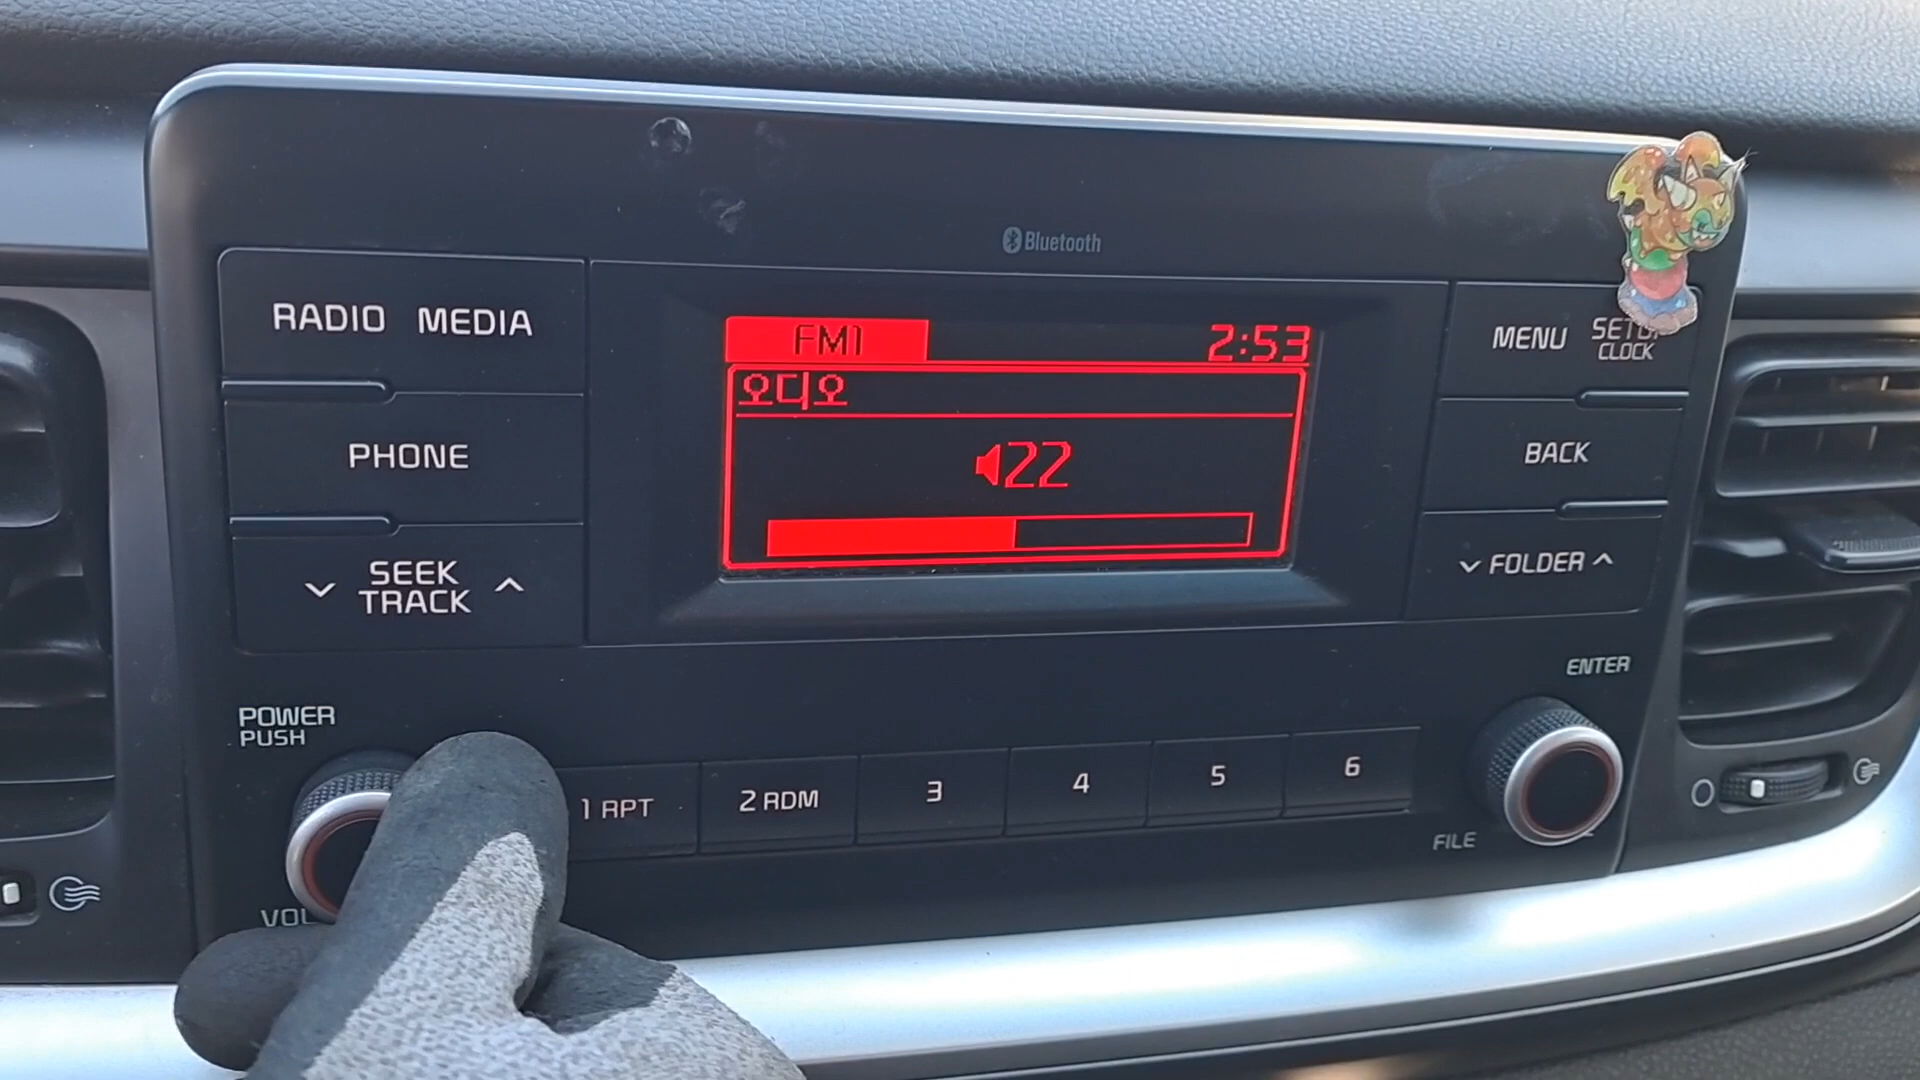 Bluetooth
RADIO MEDIA
PHONE
SEEK
TRACK
FM1 2:53
오디오
22
MENU
CLOCK
BACK
FOLDER
POWER
PUSH
VOL
1 RPT
2 RDM
3
4
5
6
ENTER
FILE